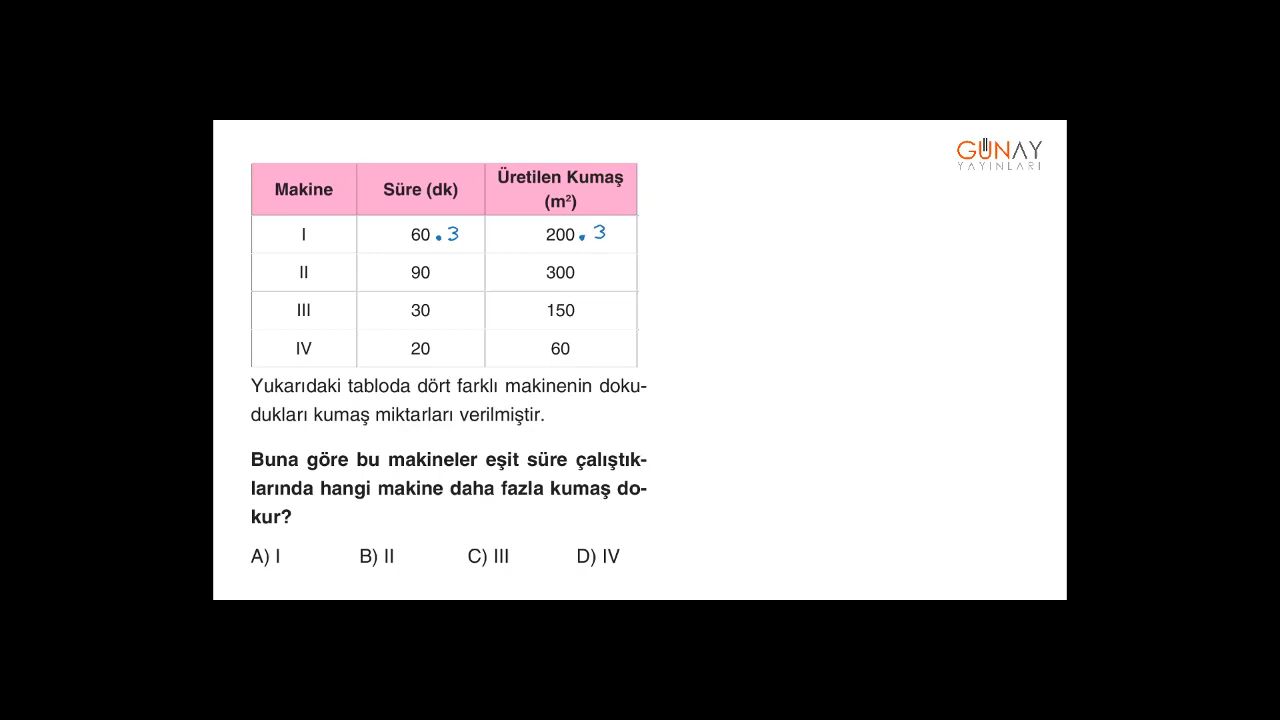 GÜNAY
YAYINLARI
Makine Süre (dk) Üretilen Kumaş (m²)
I 60 . 3 200 . 3
II 90 300
III 30 150
IV 20 60
Yukarıdaki tabloda dört farklı makinenin doku-
dukları kumaş miktarları verilmiştir.
Buna göre bu makineler eşit süre çalıştık-
larında hangi makine daha fazla kumaş do-
kur?
A) I B) II C) III D) IV